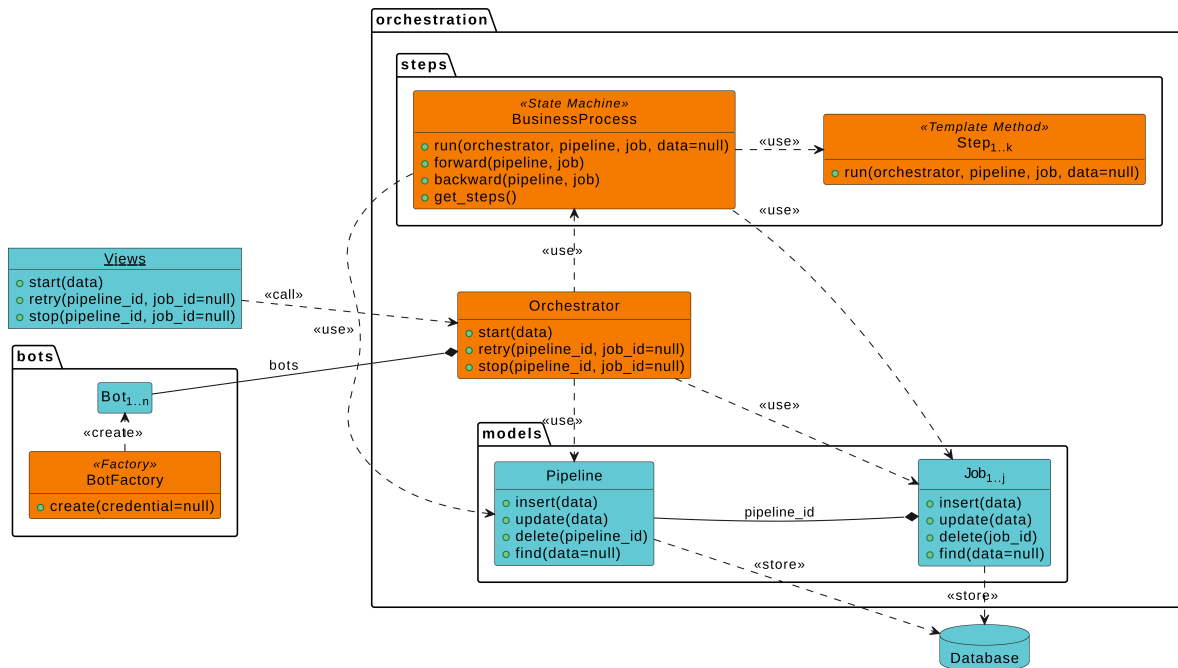 orchestration
steps
«State Machine»
BusinessProcess
run(orchestrator, pipeline, job, data=null)
forward(pipeline, job)
backward(pipeline, job)
get_steps()
«use»
«Template Method»
Step1..k
run(orchestrator, pipeline, job, data=null)
«use»
«use»
Views
start(data)
retry(pipeline_id, job_id=null)
stop(pipeline_id, job_id=null)
«call»
«use»
Orchestrator
start(data)
retry(pipeline_id, job_id=null)
stop(pipeline_id, job_id=null)
bots
bots
Bot1..n
«create»
«Factory»
BotFactory
create(credential=null)
«use»
«use»
models
Pipeline
insert(data)
update(data)
delete(pipeline_id)
find(data=null)
pipeline_id
Job1..j
insert(data)
update(data)
delete(job_id)
find(data=null)
«store»
«store»
Database